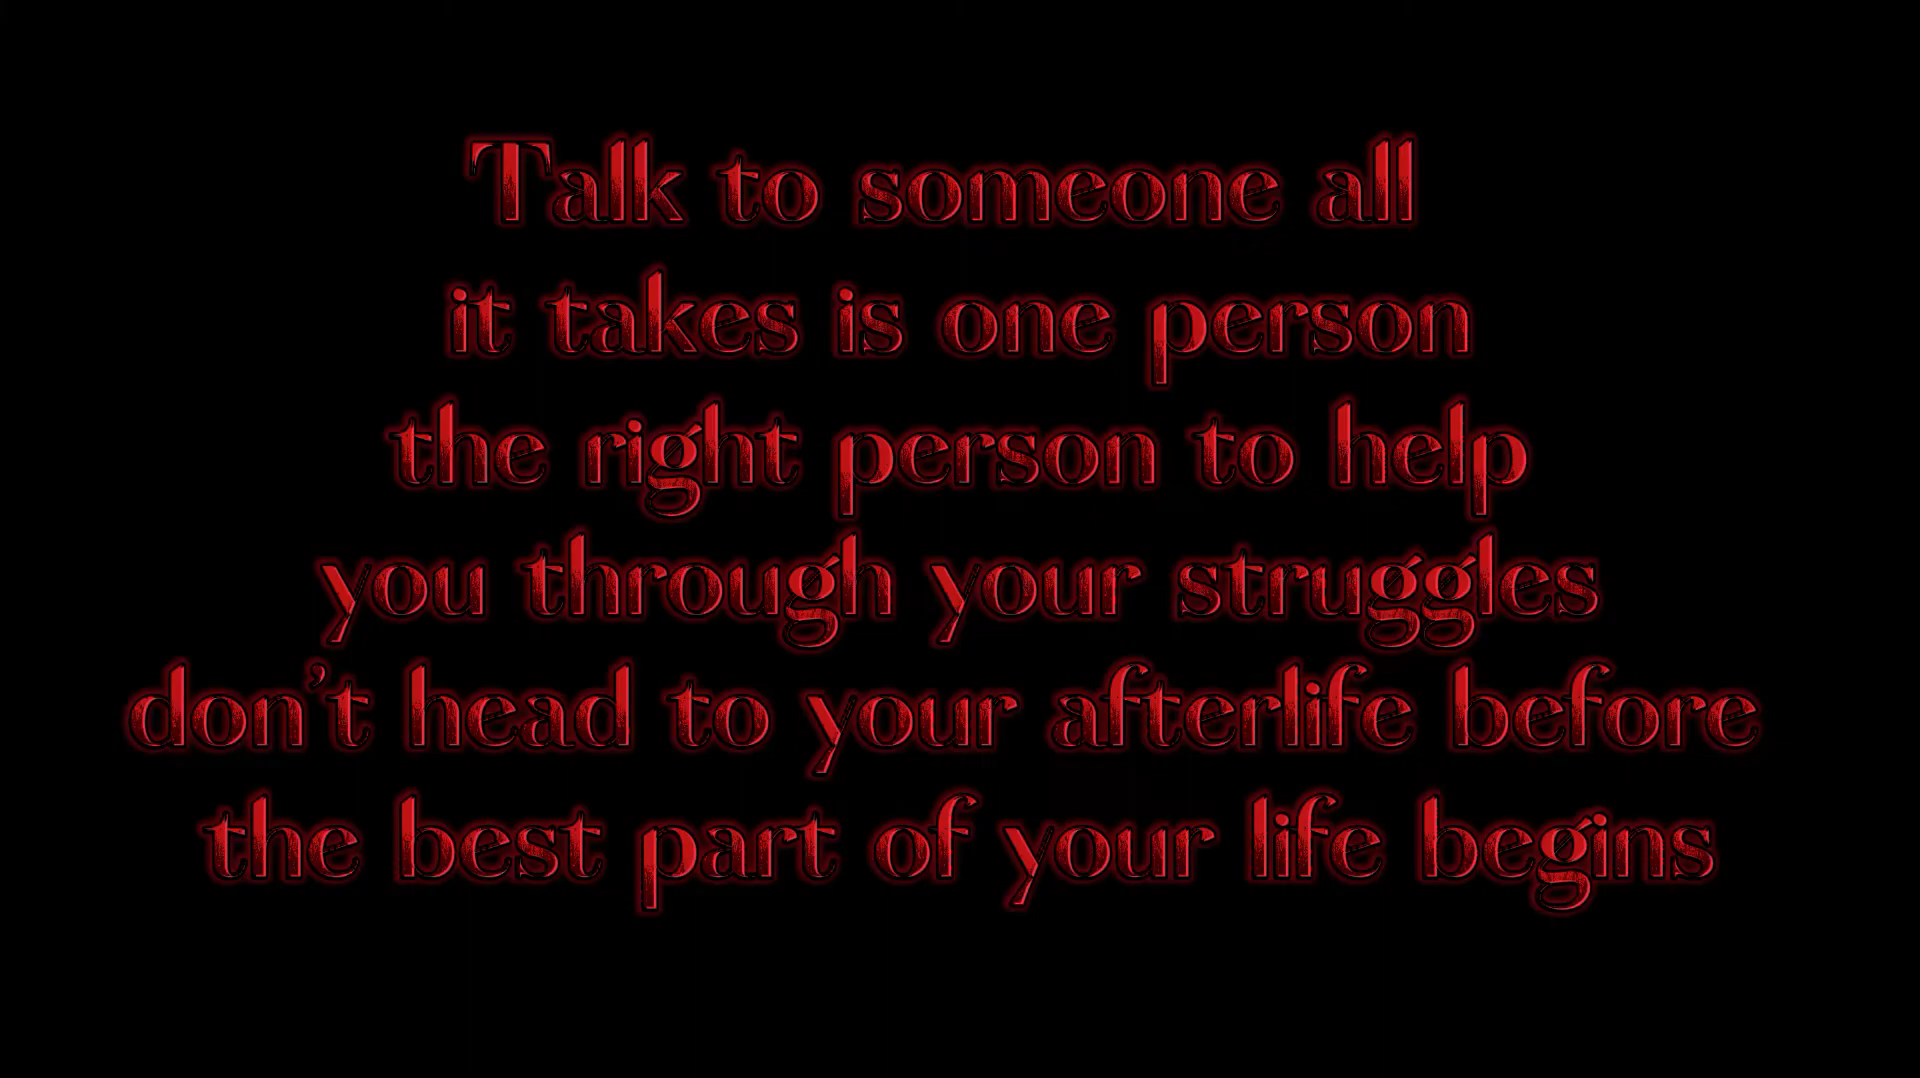 Talk to someone all
it takes is one person
the right person to help
you through your struggles
don't head to your afterlife before
the best part of your life begins